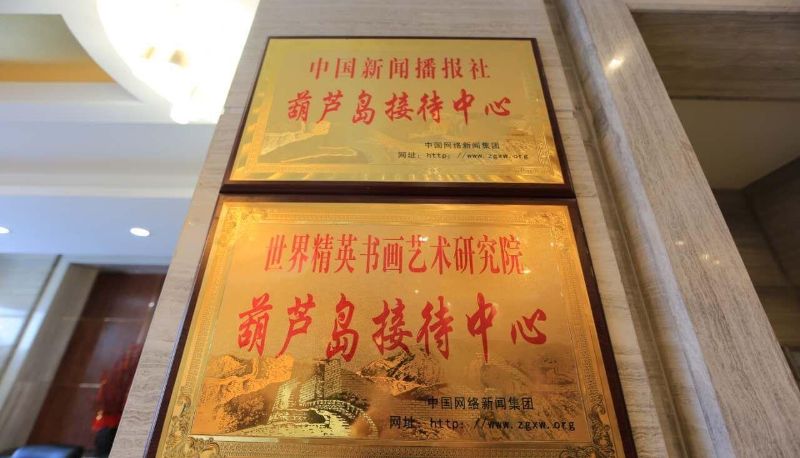 中国新闻播报社
葫芦岛接待中心
中国网络新闻集团
网址: http: //www.zgxw.org
世界精英书画艺术研究院
葫芦岛接待中心
中国网络新闻集团
网址: http: //www.zgxw.org